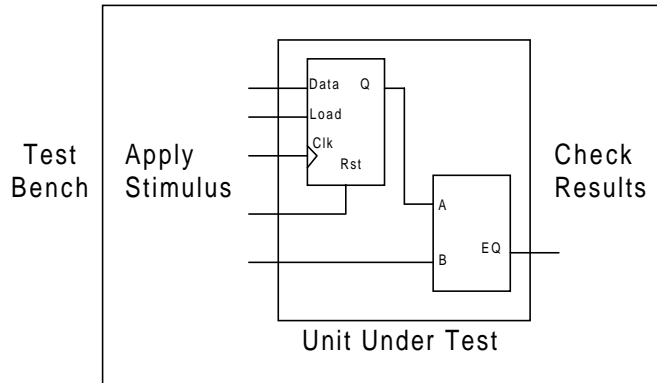 Test
Bench
Apply
Stimulus
Data
Q
Load
Clk
Rst
A
B
EQ
Check
Results
Unit Under Test